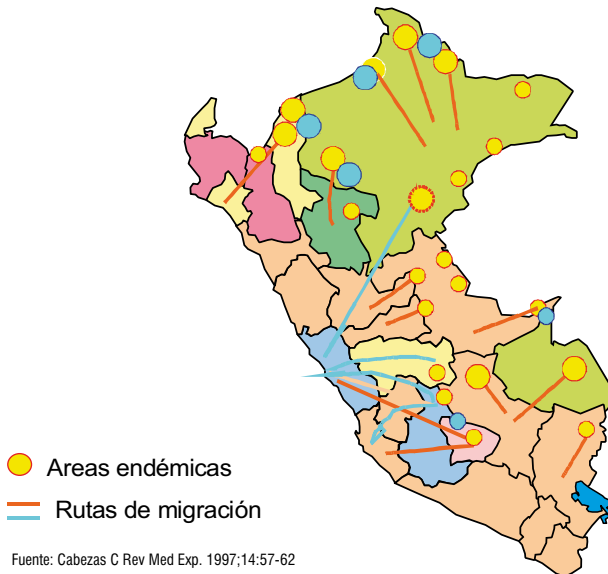 Areas endémicas
Rutas de migración
Fuente: Cabezas C Rev Med Exp. 1997;14:57-62